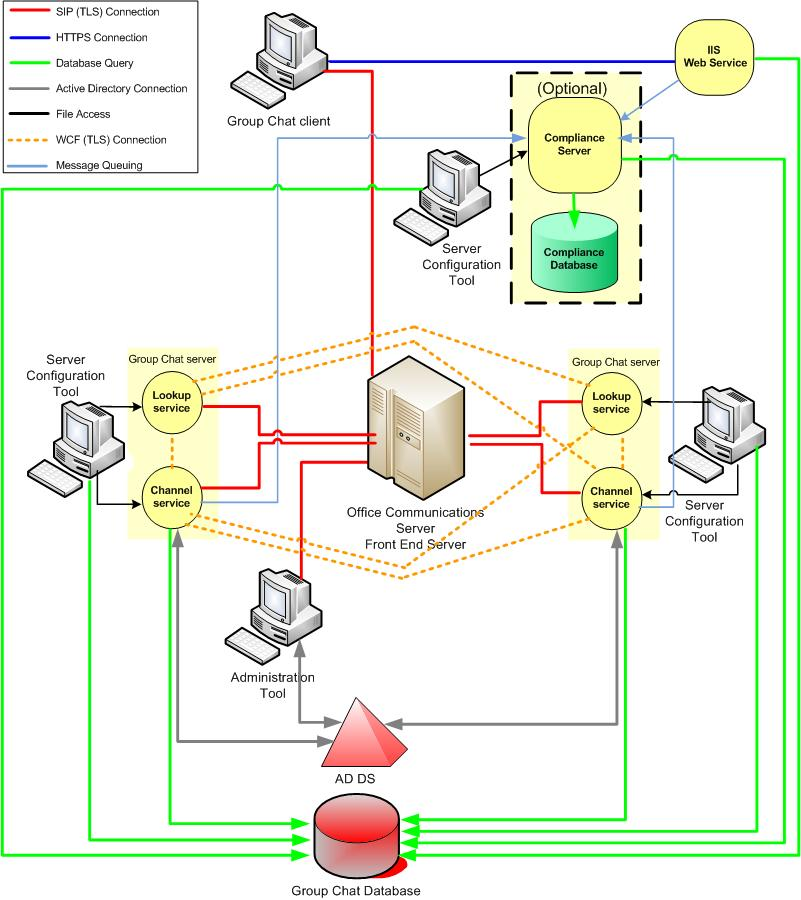 SIP (TLS) Connection
HTTPS Connection
Database Query
Active Directory Connection
File Access
WCF (TLS) Connection
Message Queuing
Group Chat client
IIS
Web Service
(Optional)
Compliance
Server
Compliance
Database
Server
Configuration
Tool
Server
Configuration
Tool
Group Chat server
Lookup
service
Channel
service
Office Communications
Server
Front End Server
Group Chat server
Lookup
service
Channel
service
Server
Configuration
Tool
Administration
Tool
AD DS
Group Chat Database